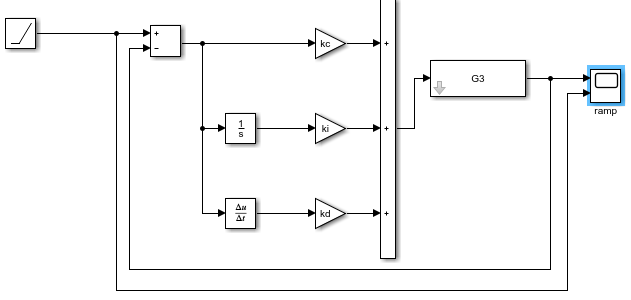 +
−
kc
+
G3
ramp
1
s
ki
+
Δu
Δt
kd
+